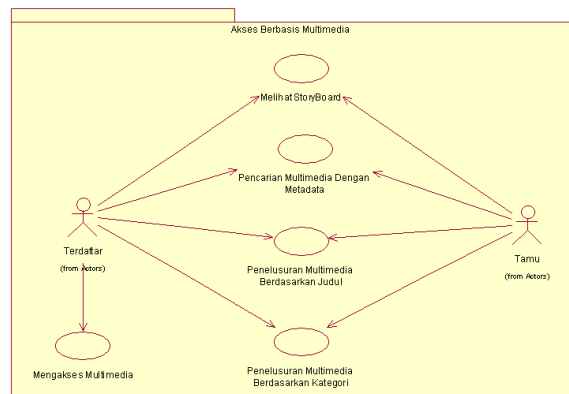 Akses Berbasis Multimedia
Melihat StoryBoard
Pencarian Multimedia Dengan
Metadata
Terdaftar
(from Actors)
Tamu
(from Actors)
Penelusuran Multimedia
Berdasarkan Judul
Mengakses Multimedia
Penelusuran Multimedia
Berdasarkan Kategori